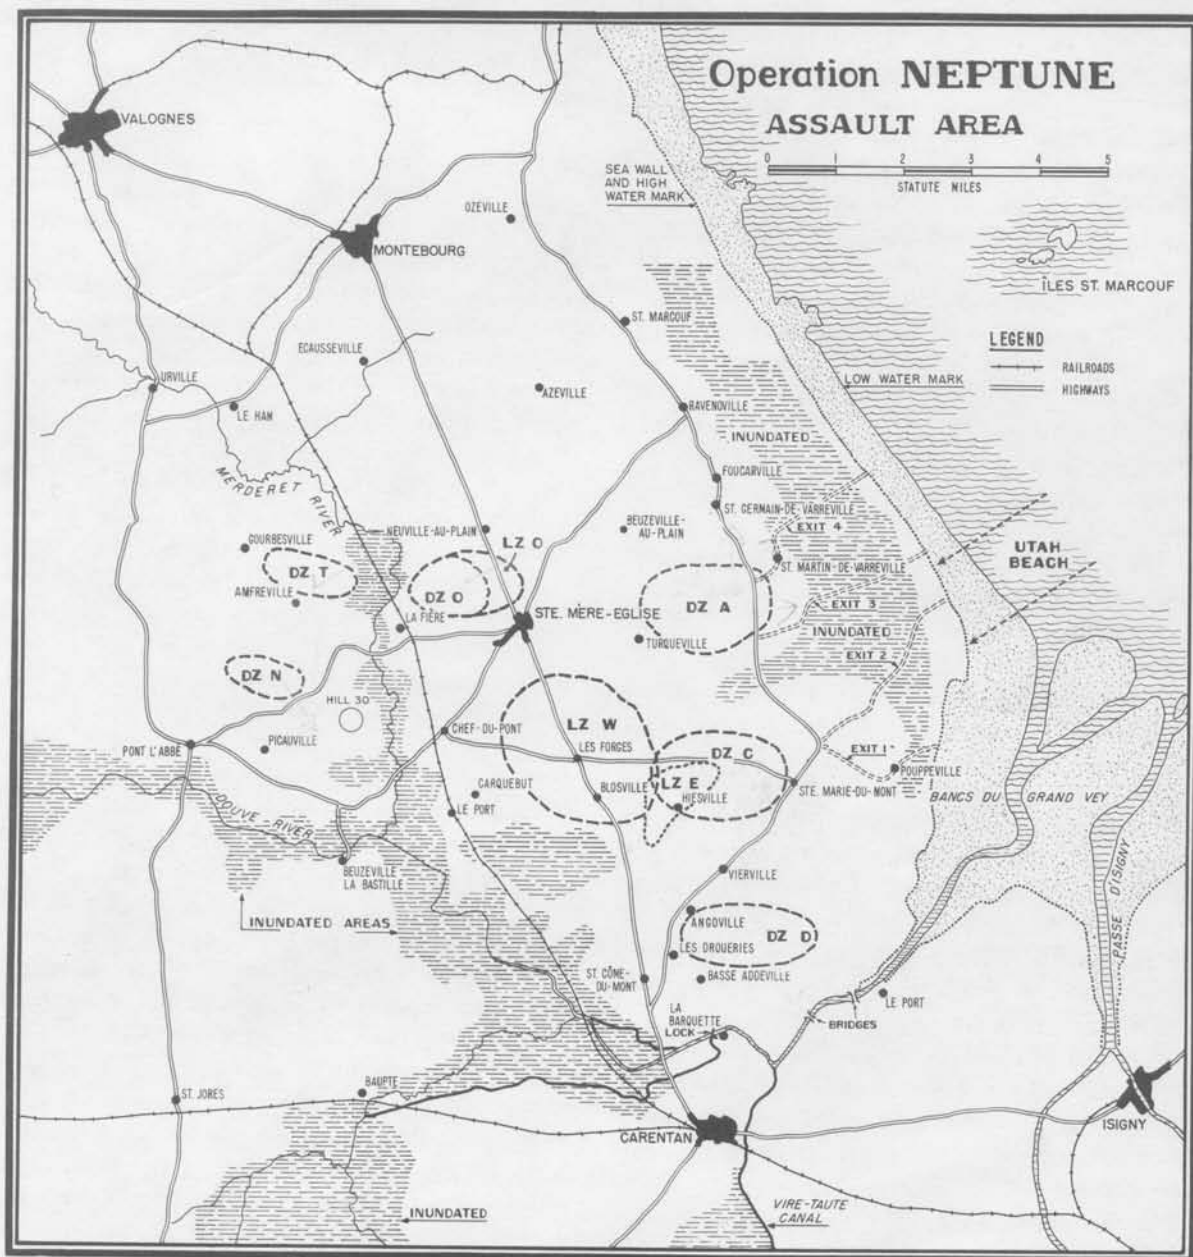 Operation NEPTUNE
ASSAULT AREA
0 1 2 3 4 5
STATUTE MILES
VALOGNES
SEA WALL
AND HIGH
WATER MARK
OZEVILLE
MONTEBOURG
ÎLES ST. MARCOUF
ST. MARCOUF
LEGEND
RAILROADS
HIGHWAYS
ECAUSSEVILLE
URVILLE
AZEVILLE
LOW WATER MARK
LE HAM
RAVENOVILLE
INUNDATED
MERDERET RIVER
FOUCARVILLE
ST. GERMAIN-DE-VARREVILLE
NEUVILLE-AU-PLAIN
BEUZEVILLE-
AU-PLAIN
EXIT 4
LZ O
GOURBESVILLE
UTAH
BEACH
ST. MARTIN-DE-VARREVILLE
DZ T
AMFREVILLE
DZ O
DZ A
EXIT 3
LA FIÈRE
STE. MÈRE-EGLISE
INUNDATED
TURQUEVILLE
EXIT 2
DZ N
HILL 30
LZ W
CHEF-DU-PONT
PONT L'ABBÉ
PICAUVILLE
LES FORGES
DZ C
EXIT 1
POUPPEVILLE
LZ E
CARQUEBUT
BLOSVILLE
HIESVILLE
STE. MARIE-DU-MONT
BANCS DU GRAND VEY
LE PORT
DOUVE-RIVER
BEUZEVILLE
LA BASTILLE
VIERVILLE
PASSE D'ISIGNY
INUNDATED AREAS
ANGOVILLE
DZ D
LES DROUERIES
ST. CÔME-
DU-MONT
BASSE ADDEVILLE
LE PORT
LA
BARQUETTE
LOCK
BRIDGES
BAUPTE
ST. JORES
CARENTAN
ISIGNY
VIRE-TAUTE
CANAL
INUNDATED